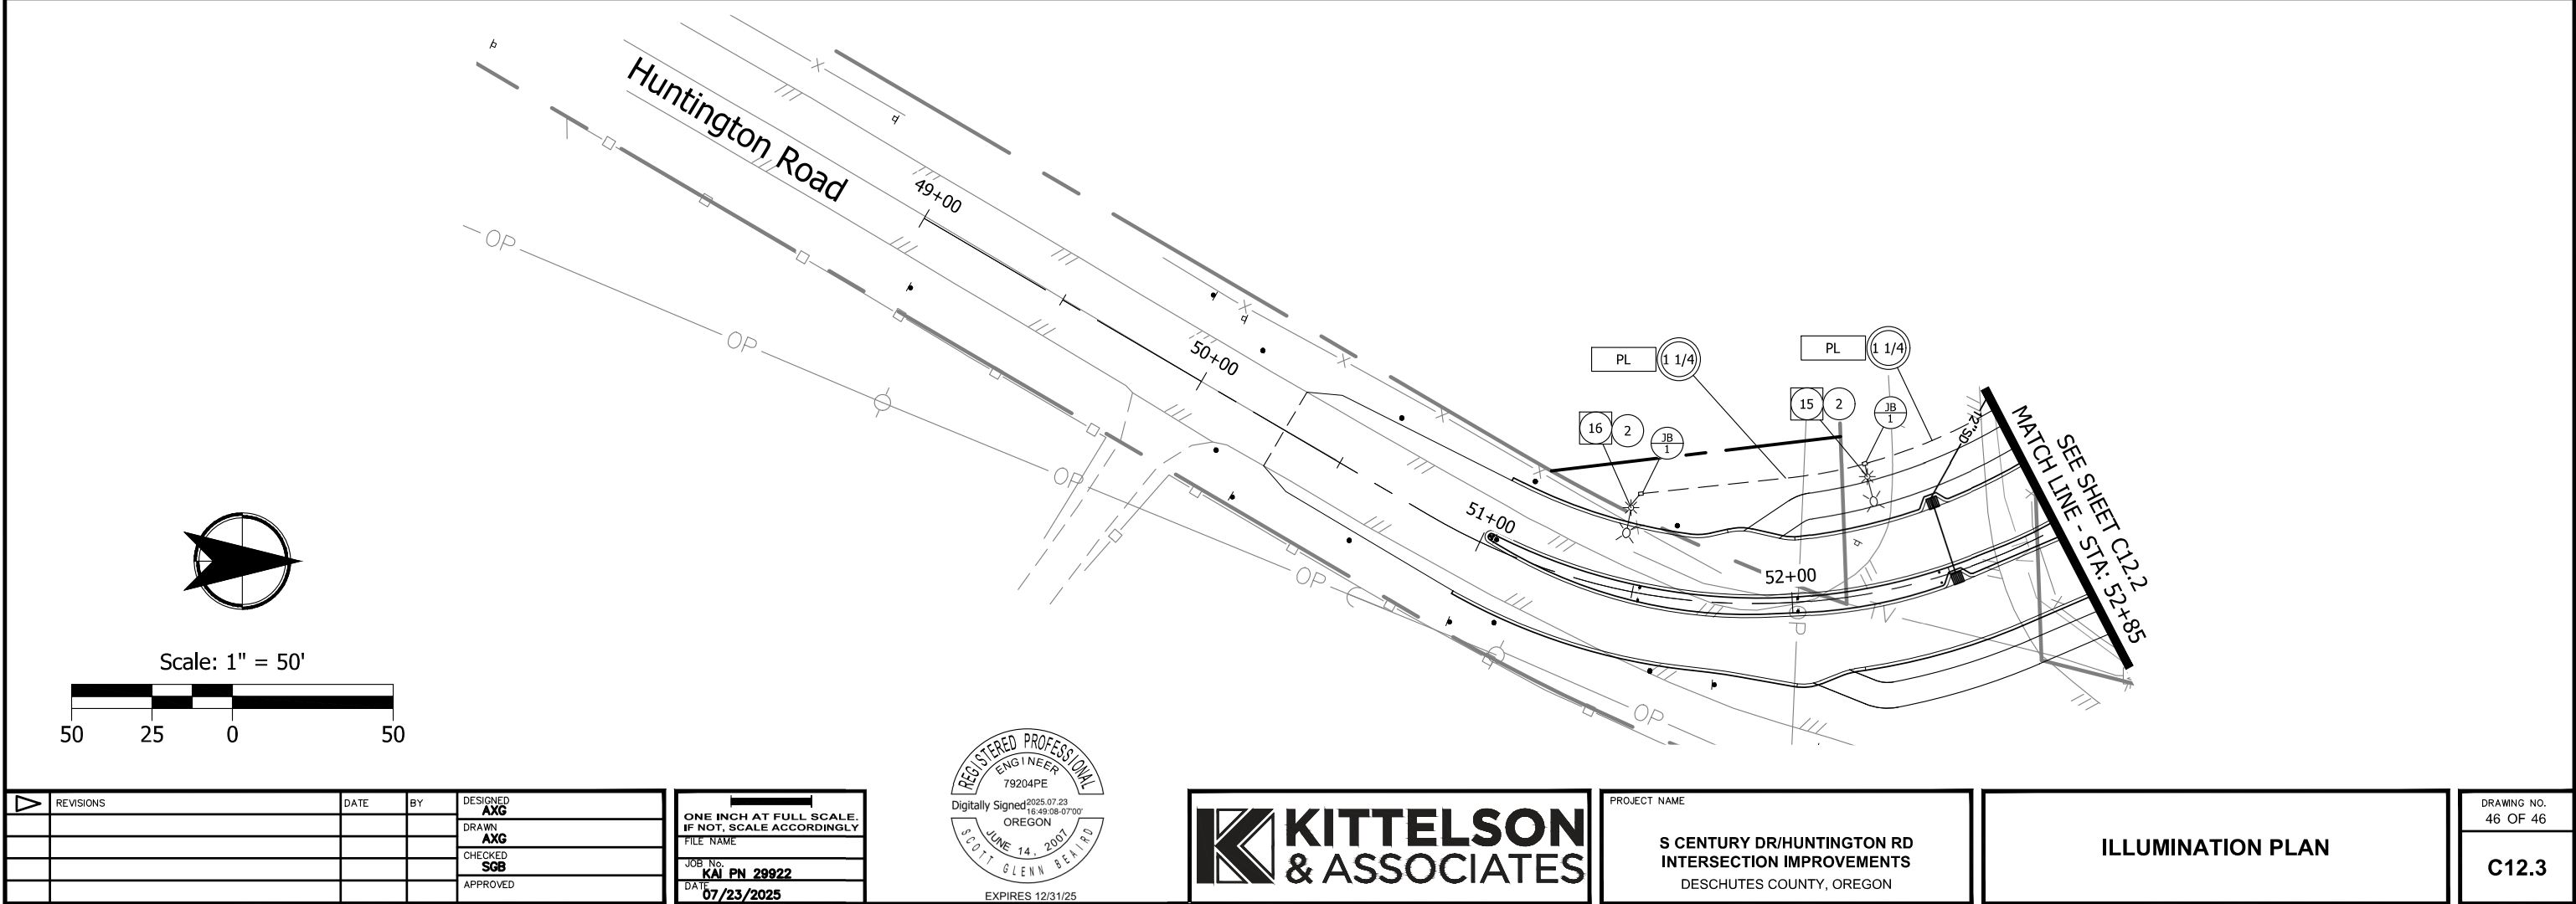 Huntington Road
49+00
50+00
51+00
52+00
OP
OP
OP
OP
OP
OP
PL 1 1/4
PL 1 1/4
16 2 JB 1
15 2 JB 1
12" SD
SEE SHEET C12.2
MATCH LINE - STA: 52+85
Scale: 1" = 50'
50 25 0 50
REVISIONS DATE BY
DESIGNED
AXG
DRAWN
AXG
CHECKED
SGB
APPROVED
ONE INCH AT FULL SCALE.
IF NOT, SCALE ACCORDINGLY
FILE NAME
JOB No.
KAI PN 29922
DATE
07/23/2025
REGISTERED PROFESSIONAL
ENGINEER
79204PE
Digitally Signed 2025.07.23
16:49:08-07'00'
OREGON
JUNE 14, 2007
SCOTT GLENN BEAIRD
EXPIRES 12/31/25
KITTELSON
& ASSOCIATES
PROJECT NAME
S CENTURY DR/HUNTINGTON RD
INTERSECTION IMPROVEMENTS
DESCHUTES COUNTY, OREGON
ILLUMINATION PLAN
DRAWING NO.
46 OF 46
C12.3